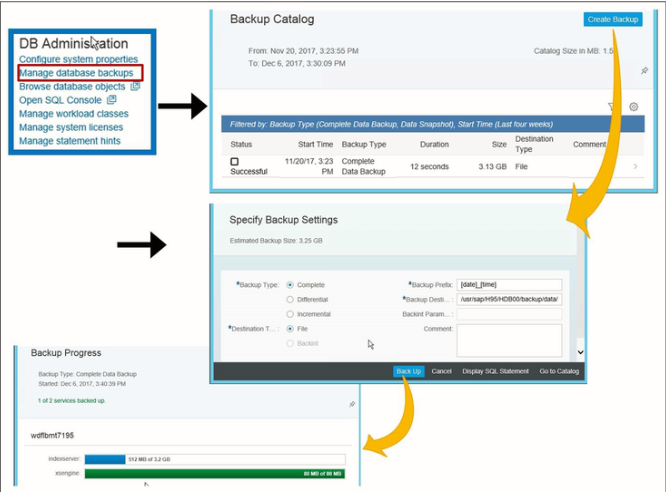 DB Administration
Configure system properties
Manage database backups
Browse database objects
Open SQL Console
Manage workload classes
Manage system licenses
Manage statement hints
Backup Catalog
Create Backup
From: Nov 20, 2017, 3:23:55 PM
Catalog Size in MB: 1.5
To: Dec 6, 2017, 3:30:09 PM
Filtered by: Backup Type (Complete Data Backup, Data Snapshot), Start Time (Last four weeks)
Status Start Time Backup Type Duration Size Destination Type Comment
Successful 11/20/17, 3:23 PM Complete Data Backup 12 seconds 3.13 GB File
Specify Backup Settings
Estimated Backup Size: 3.25 GB
*Backup Type: Complete *Backup Prefix: [date]_[time]
Differential *Backup Desti... : /usr/sap/H95/HDB00/backup/data/
Incremental Backint Param... :
*Destination T... : File Comment:
Backint
Back Up Cancel Display SQL Statement Go to Catalog
Backup Progress
Backup Type: Complete Data Backup
Started: Dec 6, 2017, 3:40:39 PM
1 of 2 services backed up.
wdflbmt7195
indexserver: 512 MB of 3.2 GB
xsengine: